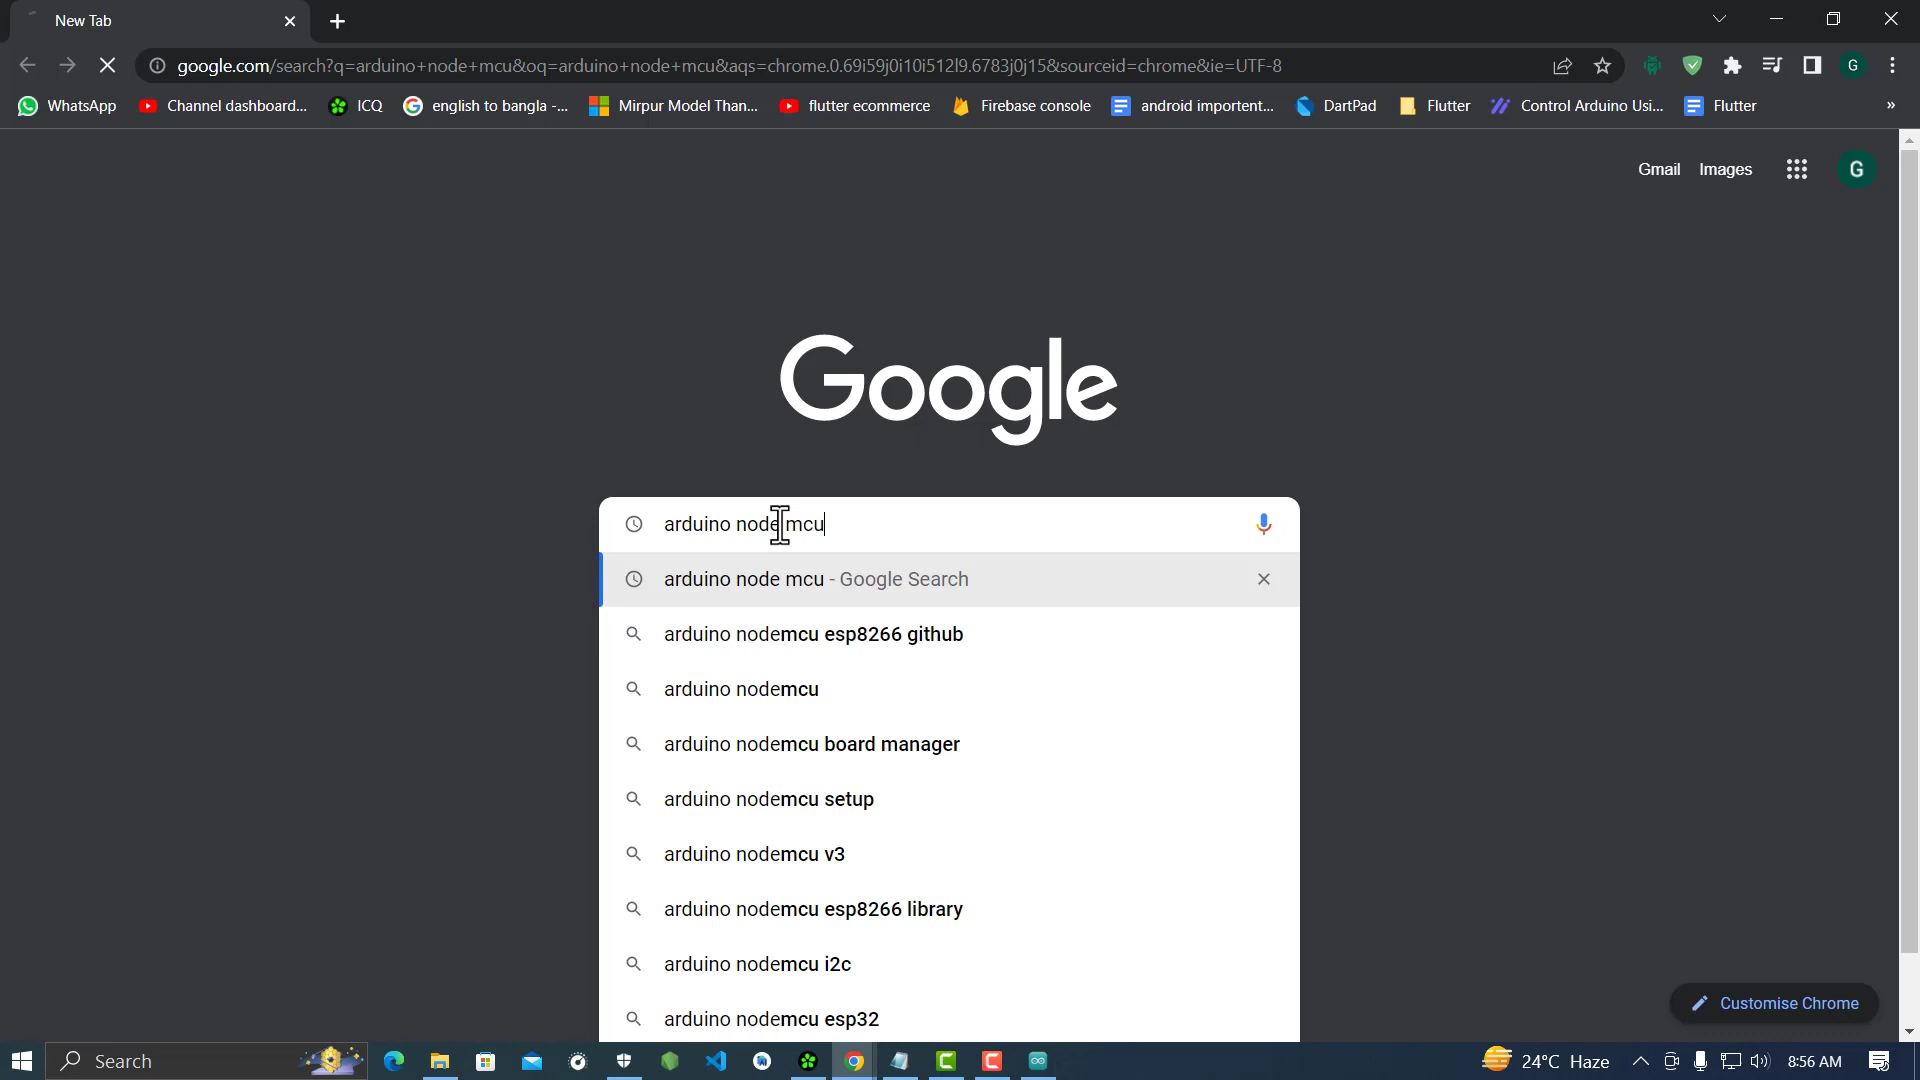 New Tab
google.com/search?q=arduino+node+mcu&oq=arduino+node+mcu&aqs=chrome.0.69i59j0i10i512l9.6783j0j15&sourceid=chrome&ie=UTF-8
G
WhatsApp
Channel dashboard...
ICQ
english to bangla -...
Mirpur Model Than...
flutter ecommerce
Firebase console
android importent...
DartPad
Flutter
Control Arduino Usi...
Flutter
»
Gmail
Images
G
Google
arduino node mcu
arduino node mcu - Google Search
arduino nodemcu esp8266 github
arduino nodemcu
arduino nodemcu board manager
arduino nodemcu setup
arduino nodemcu v3
arduino nodemcu esp8266 library
arduino nodemcu i2c
arduino nodemcu esp32
Customise Chrome
Search
24°C Haze
8:56 AM